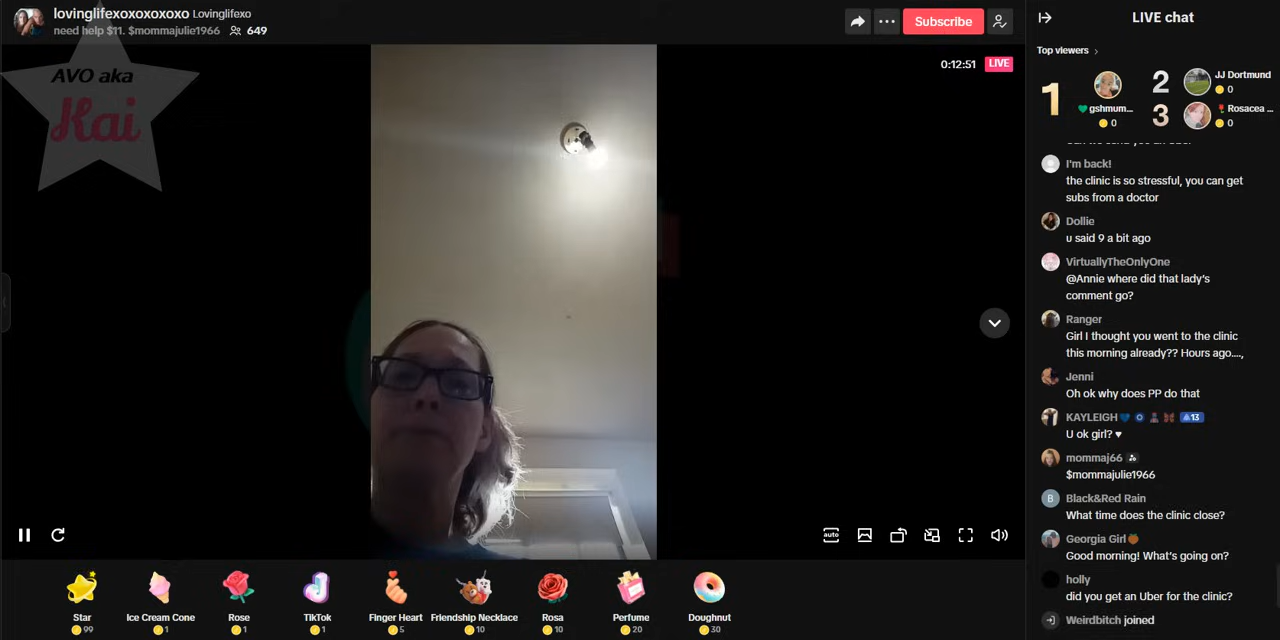 lovinglifexoxoxoxoxo Lovinglifexo
need help $11. $mommajulie1966 649
AVO aka
Kai
Subscribe
0:12:51 LIVE
auto
Star
99
Ice Cream Cone
1
Rose
1
TikTok
1
Finger Heart
5
Friendship Necklace
10
Rosa
10
Perfume
20
Doughnut
30
LIVE chat
Top viewers
1
gshmum...
0
2
JJ Dortmund
0
3
Rosacea ...
0
I'm back!
the clinic is so stressful, you can get
subs from a doctor
Dollie
u said 9 a bit ago
VirtuallyTheOnlyOne
@Annie where did that lady's
comment go?
Ranger
Girl I thought you went to the clinic
this morning already?? Hours ago....,
Jenni
Oh ok why does PP do that
KAYLEIGH 13
U ok girl? ♥
mommaj66
$mommajulie1966
B
Black&Red Rain
What time does the clinic close?
Georgia Girl
Good morning! What's going on?
holly
did you get an Uber for the clinic?
Weirdbitch joined